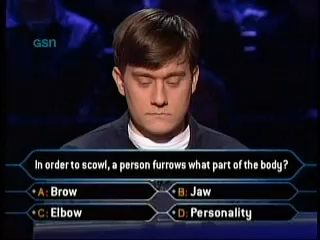 GSN
In order to scowl, a person furrows what part of the body?
A: Brow
B: Jaw
C: Elbow
D: Personality